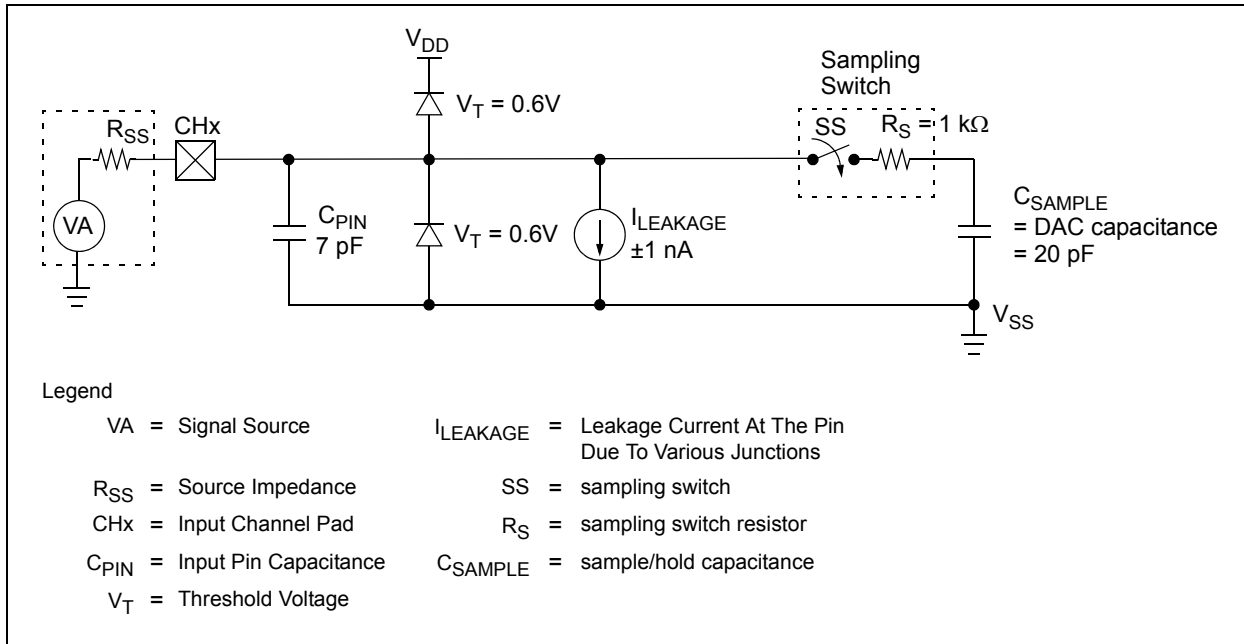 V_DD
Sampling
Switch
V_T = 0.6V
R_SS
CHx
SS
R_S = 1 kΩ
VA
C_PIN
7 pF
V_T = 0.6V
I_LEAKAGE
±1 nA
C_SAMPLE
= DAC capacitance
= 20 pF
V_SS
Legend
VA = Signal Source
I_LEAKAGE = Leakage Current At The Pin
Due To Various Junctions
R_SS = Source Impedance
SS = sampling switch
CHx = Input Channel Pad
R_S = sampling switch resistor
C_PIN = Input Pin Capacitance
C_SAMPLE = sample/hold capacitance
V_T = Threshold Voltage